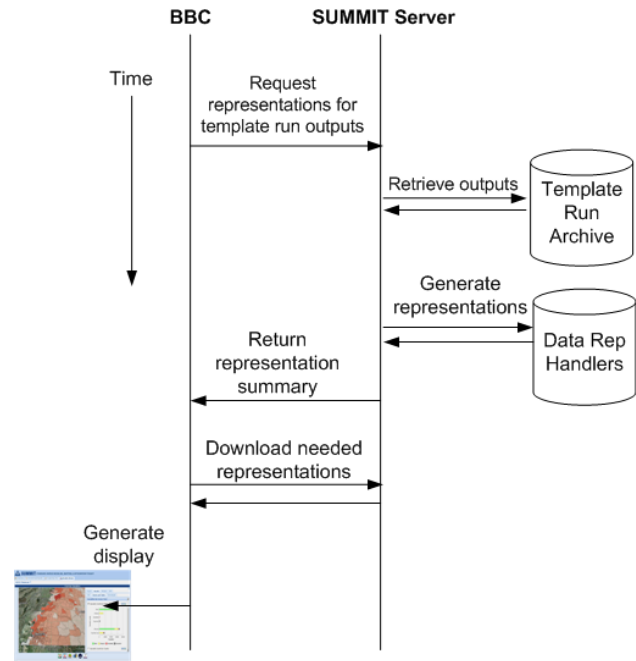 BBC
SUMMIT Server
Time
Request
representations for
template run outputs
Retrieve outputs
Template
Run
Archive
Generate
representations
Data Rep
Handlers
Return
representation
summary
Download needed
representations
Generate
display
SUMMIT